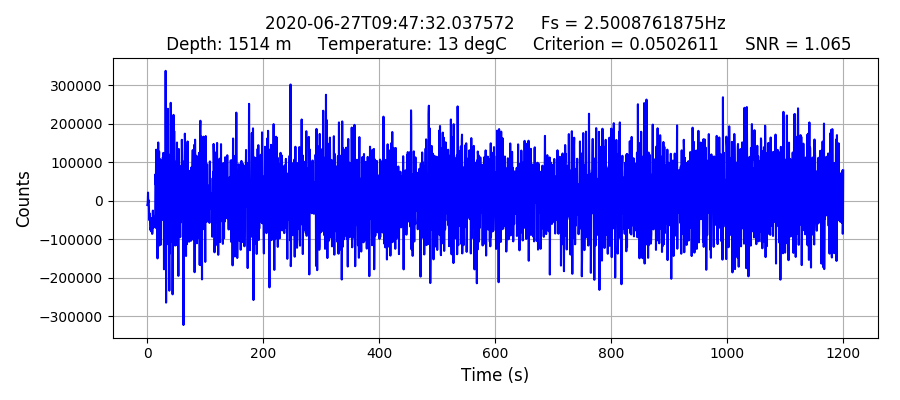 2020-06-27T09:47:32.037572 Fs = 2.5008761875Hz
Depth: 1514 m Temperature: 13 degC Criterion = 0.0502611 SNR = 1.065
300000
200000
100000
0
−100000
−200000
−300000
Counts
0 200 400 600 800 1000 1200
Time (s)